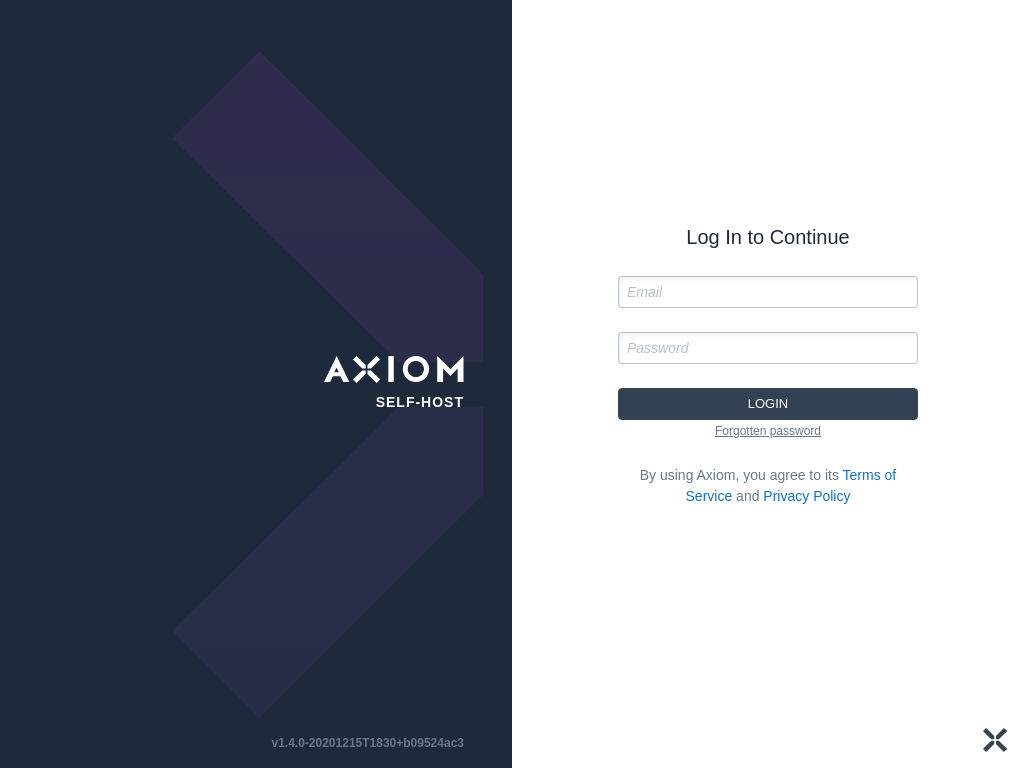 AXIOM
SELF-HOST
v1.4.0-20201215T1830+b09524ac3
Log In to Continue
Email
Password
LOGIN
Forgotten password
By using Axiom, you agree to its Terms of
Service and Privacy Policy